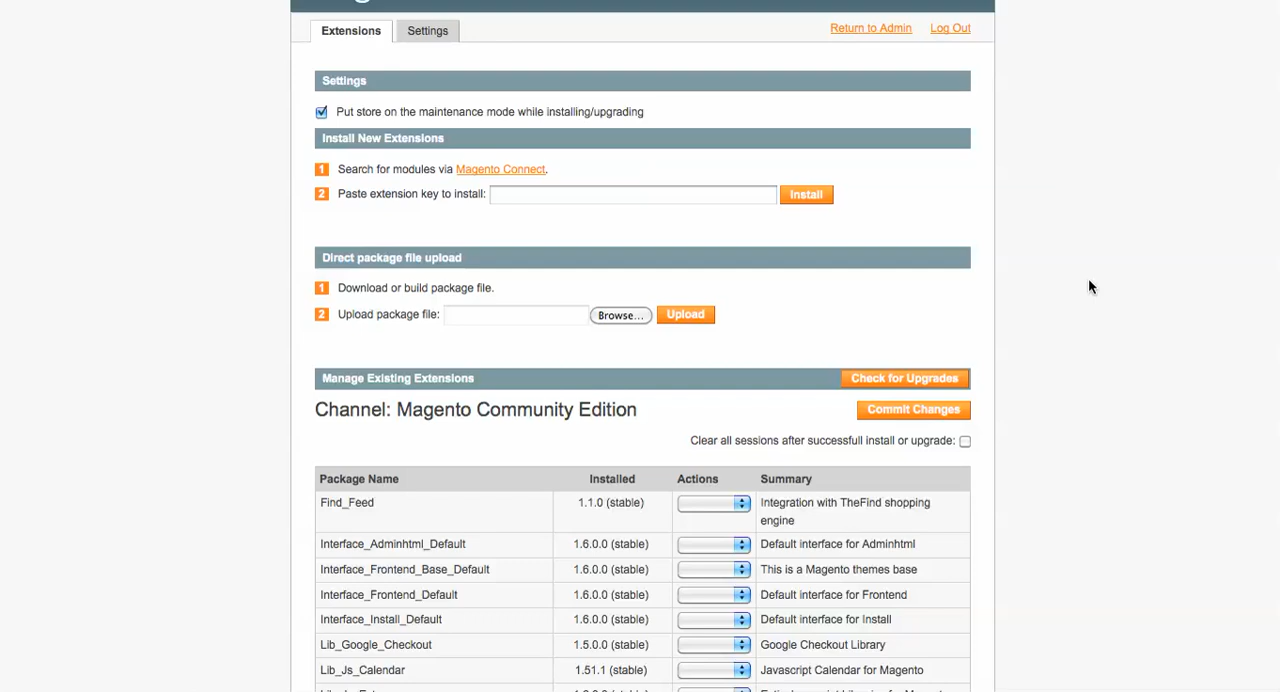 Extensions
Settings
Return to Admin
Log Out
Settings
Put store on the maintenance mode while installing/upgrading
Install New Extensions
1 Search for modules via Magento Connect.
2 Paste extension key to install: Install
Direct package file upload
1 Download or build package file.
2 Upload package file: Browse... Upload
Manage Existing Extensions Check for Upgrades
Channel: Magento Community Edition Commit Changes
Clear all sessions after successfull install or upgrade:
Package Name Installed Actions Summary
Find_Feed 1.1.0 (stable) Integration with TheFind shopping
engine
Interface_Adminhtml_Default 1.6.0.0 (stable) Default interface for Adminhtml
Interface_Frontend_Base_Default 1.6.0.0 (stable) This is a Magento themes base
Interface_Frontend_Default 1.6.0.0 (stable) Default interface for Frontend
Interface_Install_Default 1.6.0.0 (stable) Default interface for Install
Lib_Google_Checkout 1.5.0.0 (stable) Google Checkout Library
Lib_Js_Calendar 1.51.1 (stable) Javascript Calendar for Magento